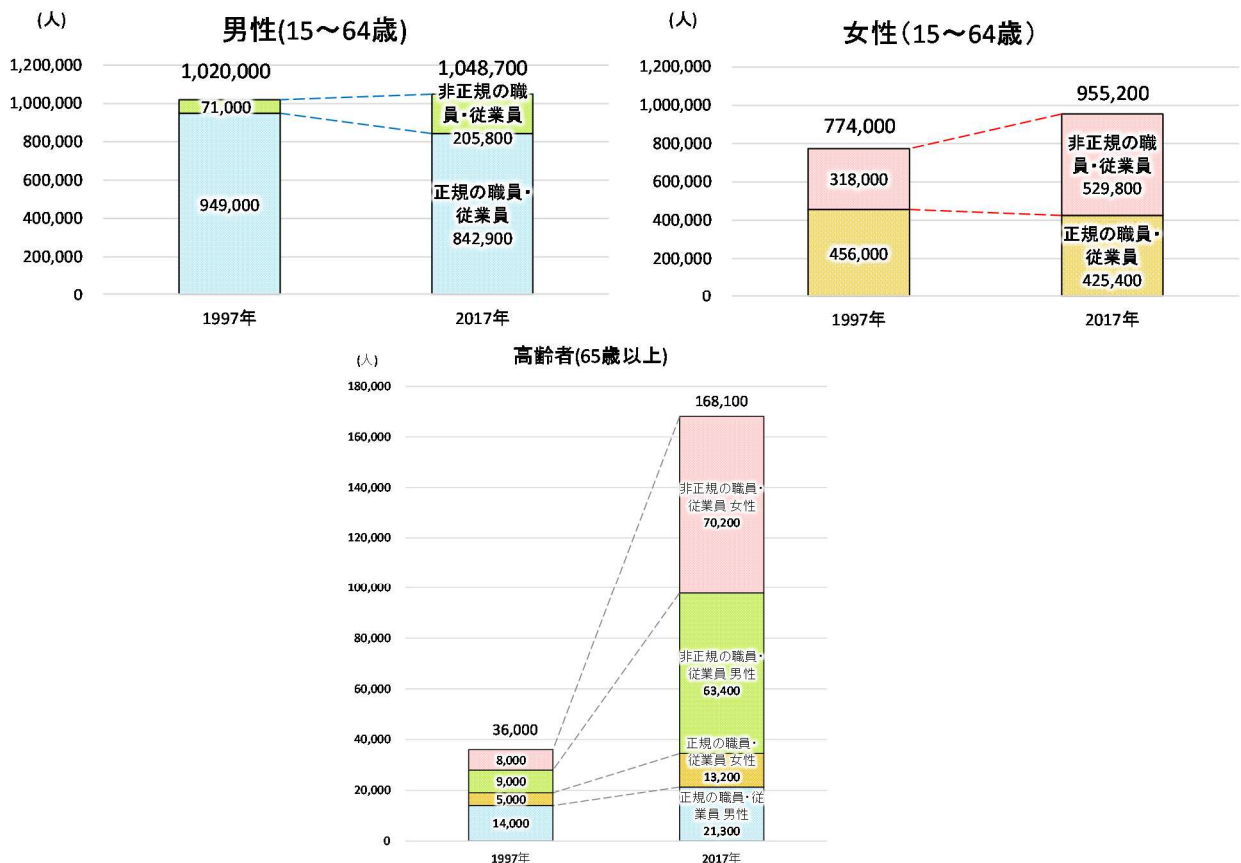 (人)
男性(15～64歳)
1,200,000
1,000,000
800,000
600,000
400,000
200,000
0
1,020,000
71,000
949,000
1,048,700
非正規の職
員・従業員
205,800
正規の職員・
従業員
842,900
1997年
2017年
(人)
女性（15～64歳）
1,200,000
1,000,000
800,000
600,000
400,000
200,000
0
774,000
318,000
456,000
955,200
非正規の職
員・従業員
529,800
正規の職員・
従業員
425,400
1997年
2017年
(人)
高齢者(65歳以上)
180,000
160,000
140,000
120,000
100,000
80,000
60,000
40,000
20,000
0
36,000
8,000
9,000
5,000
14,000
168,100
非正規の職員・
従業員 女性
70,200
非正規の職員・
従業員 男性
63,400
正規の職員・
従業員 女性
13,200
正規の職員・従
業員 男性
21,300
1997年
2017年